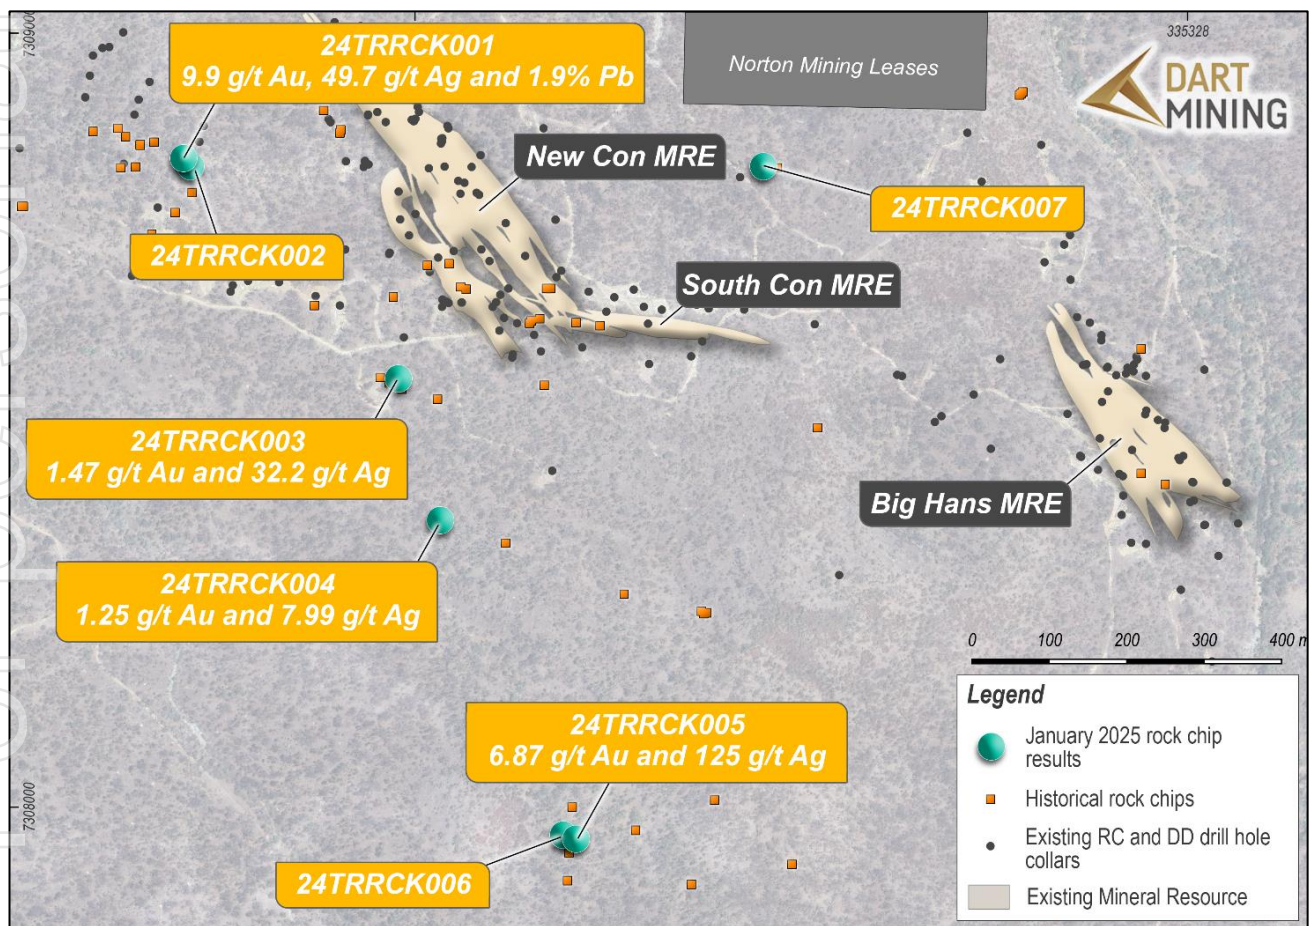 7309000
24TRRCK001
9.9 g/t Au, 49.7 g/t Ag and 1.9% Pb
Norton Mining Leases
335328
DART
MINING
New Con MRE
24TRRCK007
24TRRCK002
South Con MRE
24TRRCK003
1.47 g/t Au and 32.2 g/t Ag
Big Hans MRE
24TRRCK004
1.25 g/t Au and 7.99 g/t Ag
0 100 200 300 400 m
Legend
January 2025 rock chip
results
Historical rock chips
Existing RC and DD drill hole
collars
Existing Mineral Resource
24TRRCK005
6.87 g/t Au and 125 g/t Ag
7308000
24TRRCK006